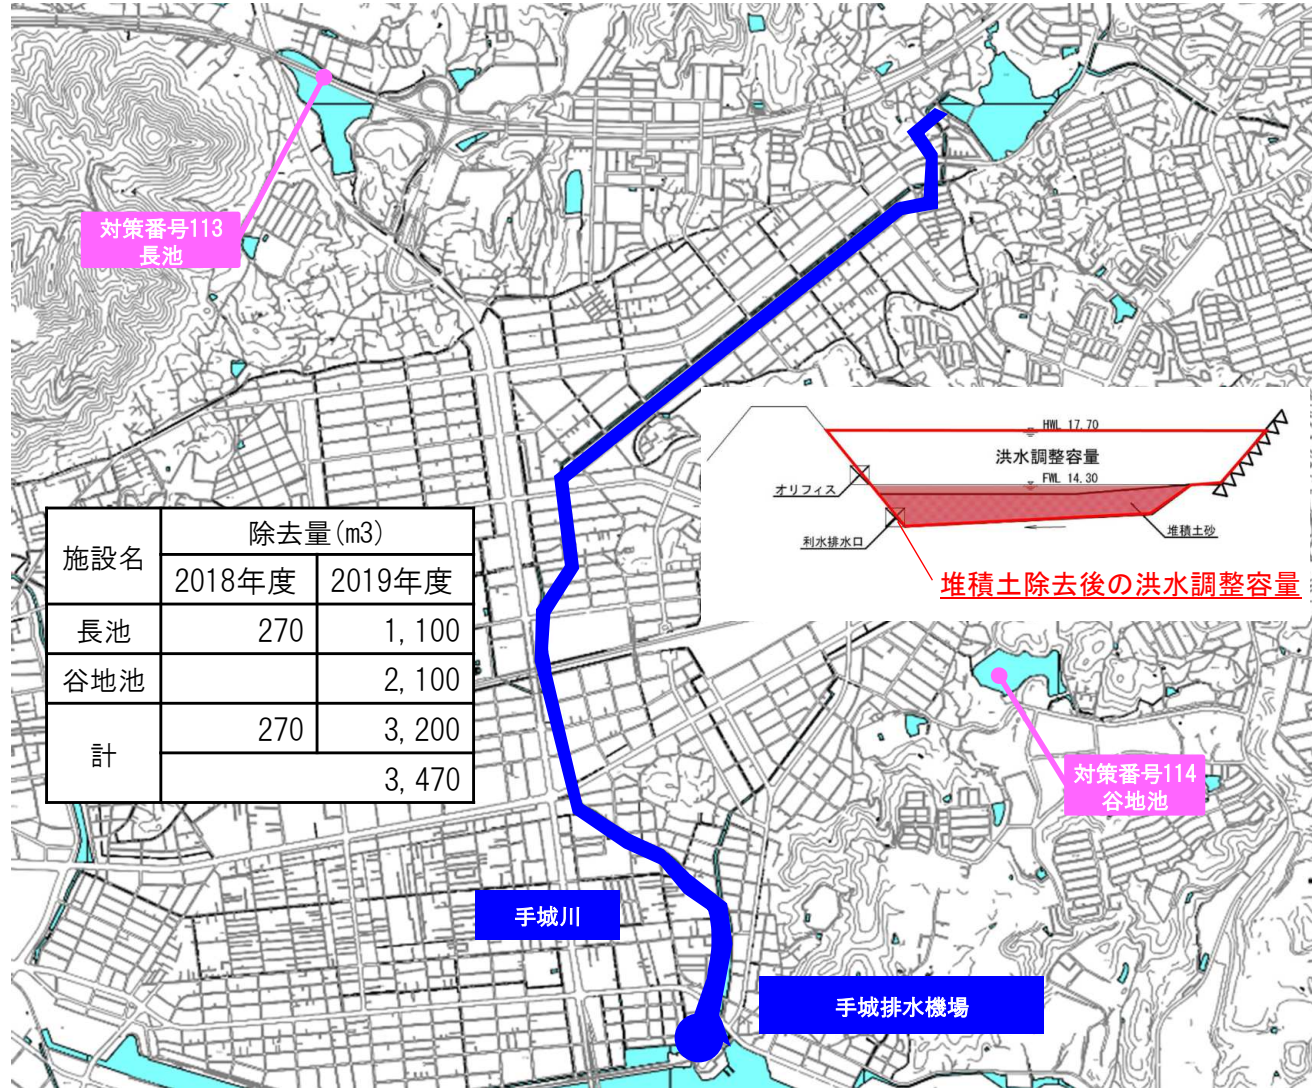 対策番号113
長池
HWL 17.70
洪水調整容量
FWL 14.30
オリフィス
利水排水口
堆積土砂
堆積土除去後の洪水調整容量
施設名 除去量(m3)
2018年度 2019年度
長池 270 1,100
谷地池 2,100
計 270 3,200
3,470
対策番号114
谷地池
手城川
手城排水機場